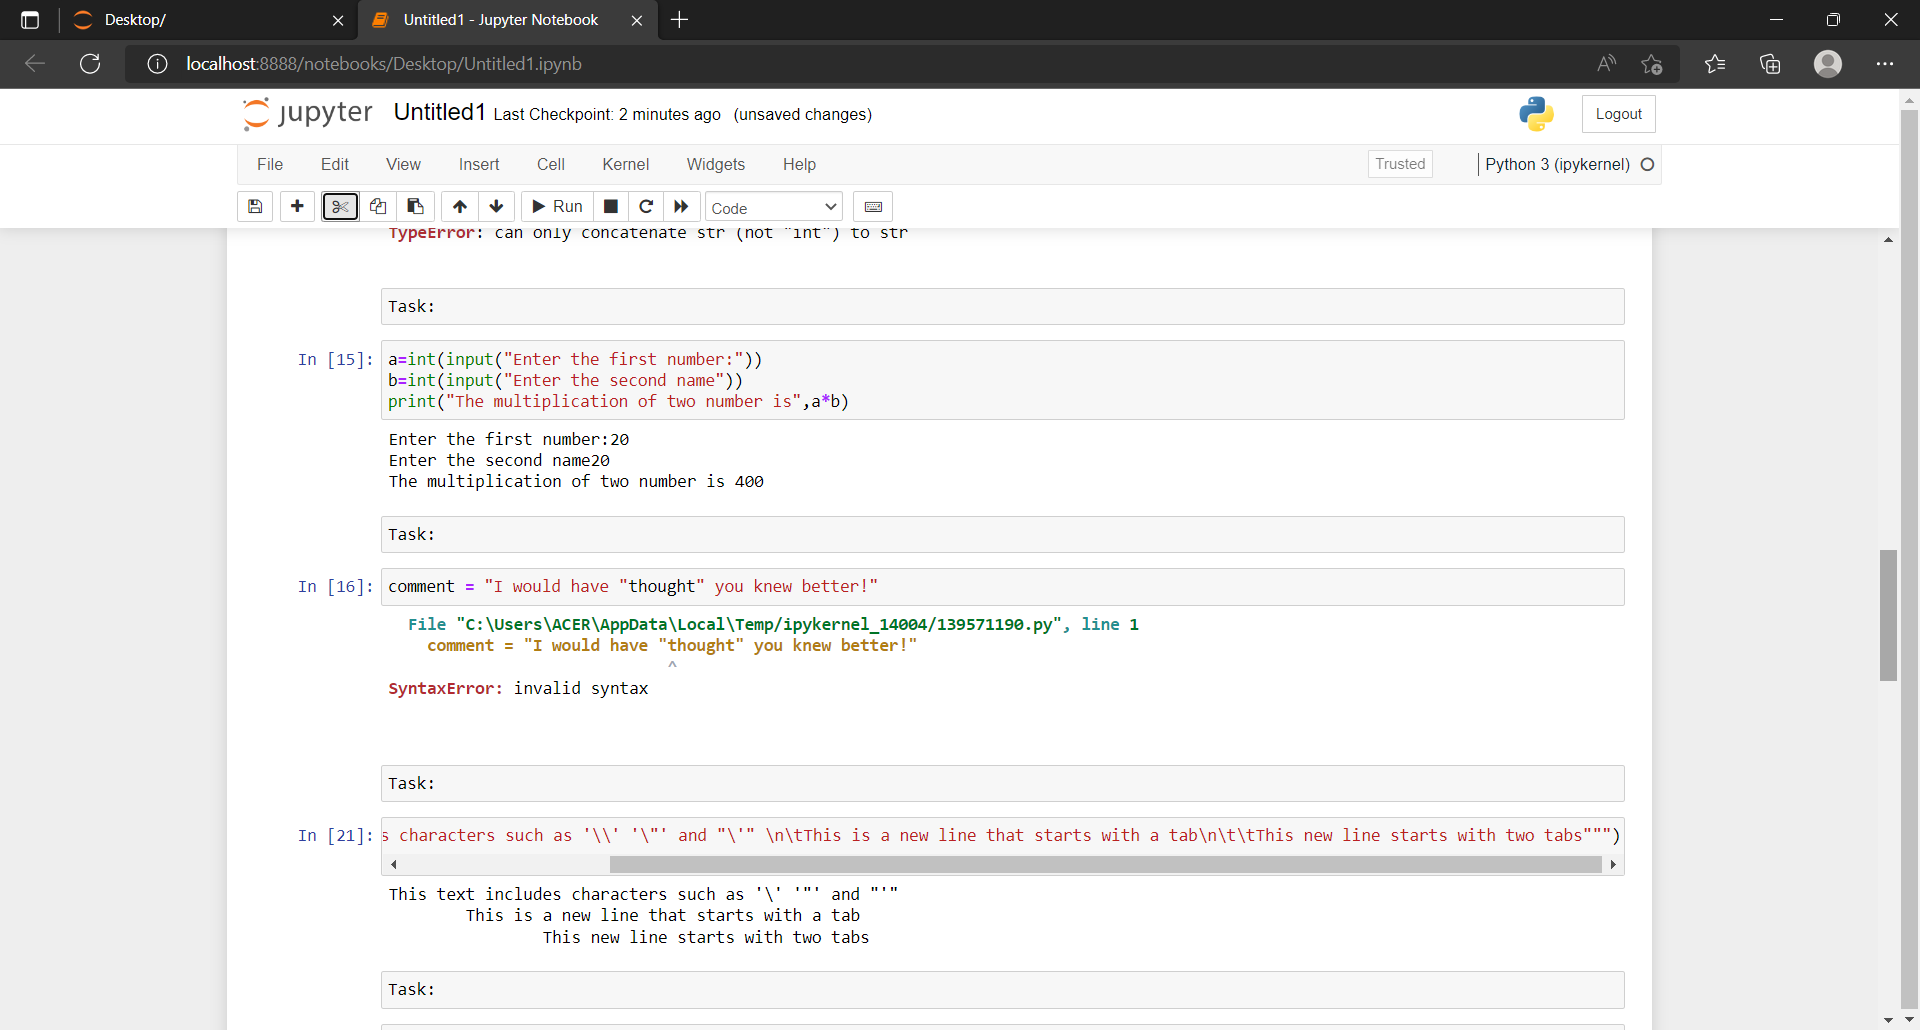 Desktop/
Untitled1 - Jupyter Notebook
localhost:8888/notebooks/Desktop/Untitled1.ipynb
jupyter Untitled1 Last Checkpoint: 2 minutes ago (unsaved changes)
Logout
File Edit View Insert Cell Kernel Widgets Help
Trusted
Python 3 (ipykernel)
Run
Code
TypeError: can only concatenate str (not "int") to str
Task:
In [15]: a=int(input("Enter the first number:"))
b=int(input("Enter the second name"))
print("The multiplication of two number is",a*b)
Enter the first number:20
Enter the second name20
The multiplication of two number is 400
Task:
In [16]: comment = "I would have "thought" you knew better!"
File "C:\Users\ACER\AppData\Local\Temp/ipykernel_14004/139571190.py", line 1
comment = "I would have "thought" you knew better!"
^
SyntaxError: invalid syntax
Task:
In [21]: s characters such as '\\' '\"' and "\'" \n\tThis is a new line that starts with a tab\n\t\tThis new line starts with two tabs""")
This text includes characters such as '\' '"' and "'"
This is a new line that starts with a tab
This new line starts with two tabs
Task: